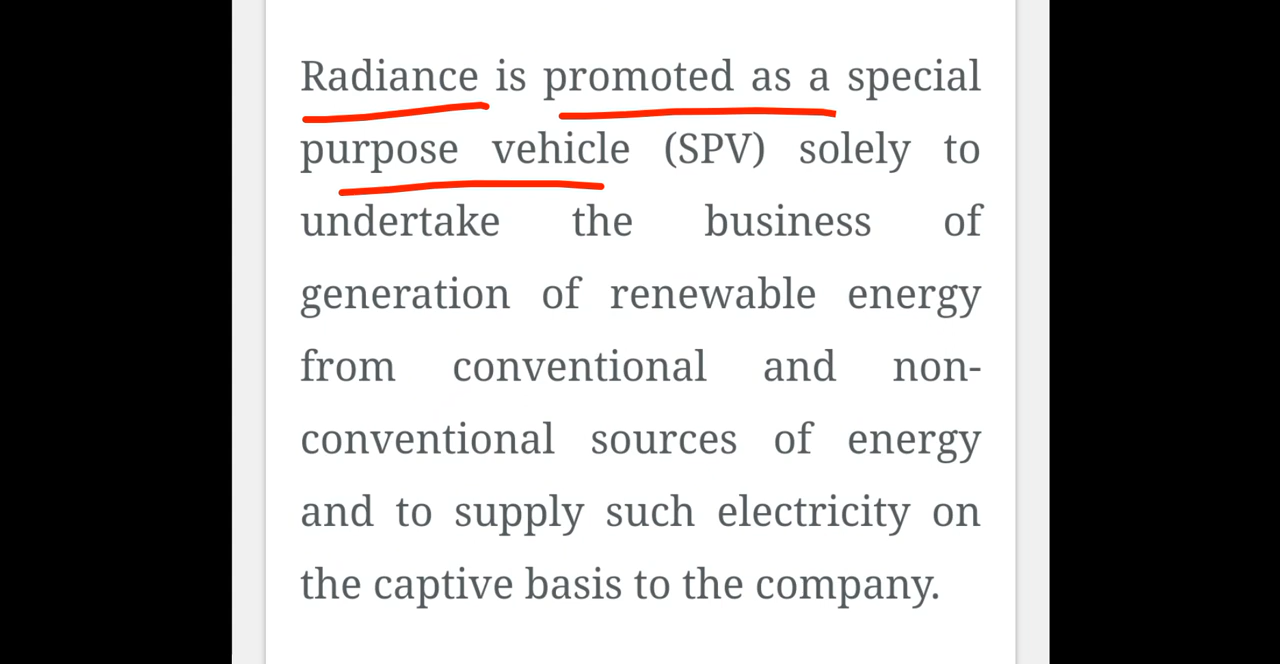 Radiance is promoted as a special
purpose vehicle (SPV) solely to
undertake the business of
generation of renewable energy
from conventional and non-
conventional sources of energy
and to supply such electricity on
the captive basis to the company.